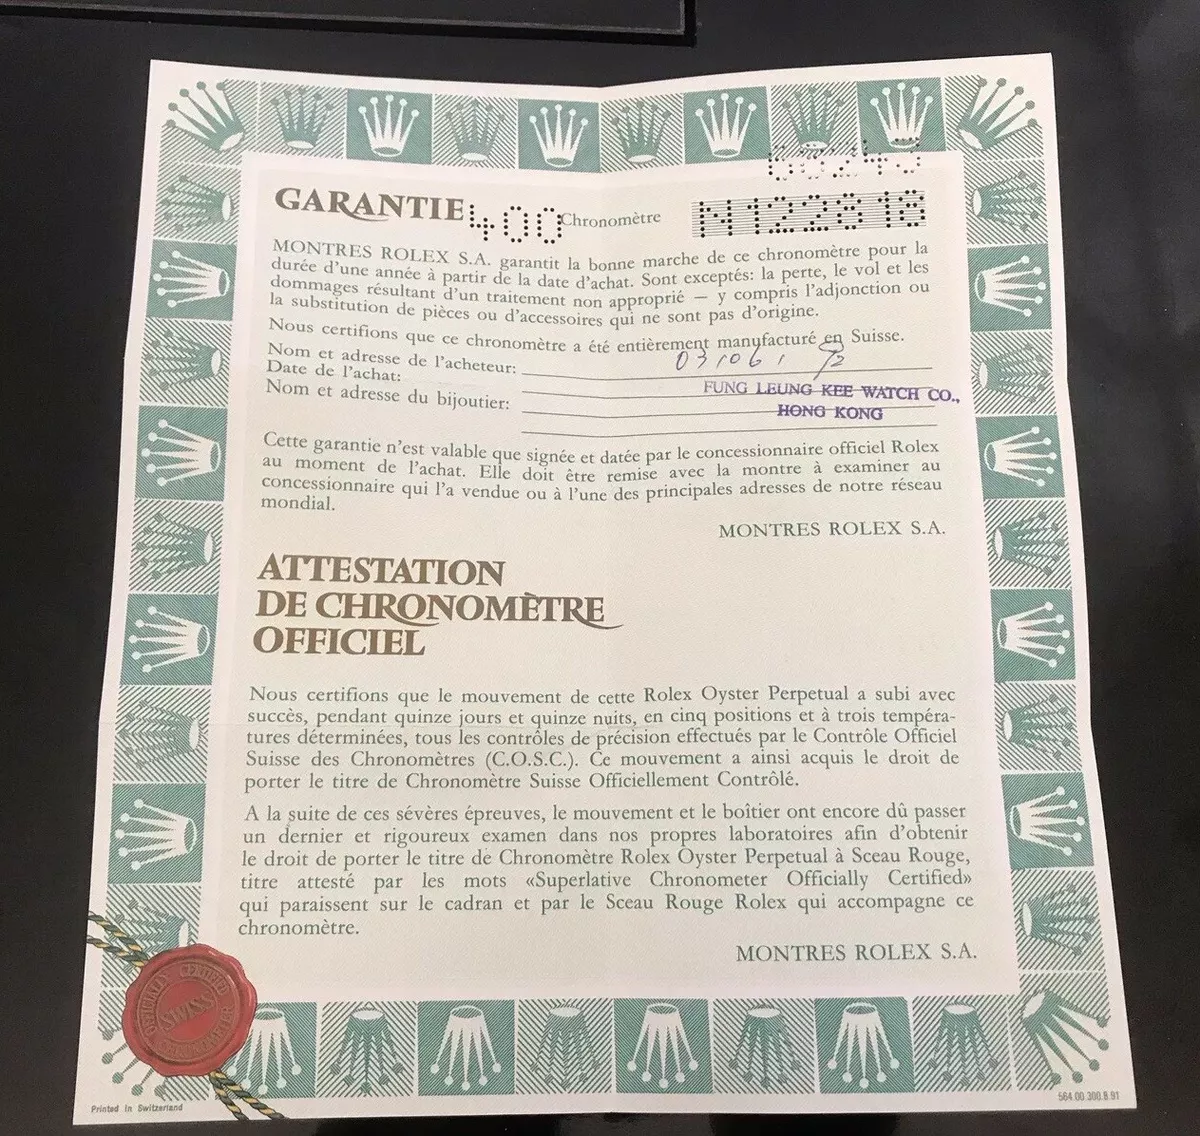 GARANTIE 400 Chronomètre N122818
MONTRES ROLEX S.A. garantit la bonne marche de ce chronomètre pour la
durée d'une année à partir de la date d'achat. Sont exceptés: la perte, le vol et les
dommages résultant d'un traitement non approprié — y compris l'adjonction ou
la substitution de pièces ou d'accessoires qui ne sont pas d'origine.
Nous certifions que ce chronomètre a été entièrement manufacturé en Suisse.
Nom et adresse de l'acheteur:
Date de l'achat:
Nom et adresse du bijoutier: FUNG LEUNG KEE WATCH CO.,
HONG KONG
Cette garantie n'est valable que signée et datée par le concessionnaire officiel Rolex
au moment de l'achat. Elle doit être remise avec la montre à examiner au
concessionnaire qui l'a vendue ou à l'une des principales adresses de notre réseau
mondial.
MONTRES ROLEX S.A.
ATTESTATION
DE CHRONOMÈTRE
OFFICIEL
Nous certifions que le mouvement de cette Rolex Oyster Perpetual a subi avec
succès, pendant quinze jours et quinze nuits, en cinq positions et à trois tempéra-
tures déterminées, tous les contrôles de précision effectués par le Contrôle Officiel
Suisse des Chronomètres (C.O.S.C.). Ce mouvement a ainsi acquis le droit de
porter le titre de Chronomètre Suisse Officiellement Contrôlé.
A la suite de ces sévères épreuves, le mouvement et le boîtier ont encore dû passer
un dernier et rigoureux examen dans nos propres laboratoires afin d'obtenir
le droit de porter le titre de Chronomètre Rolex Oyster Perpetual à Sceau Rouge,
titre attesté par les mots «Superlative Chronometer Officially Certified»
qui paraissent sur le cadran et par le Sceau Rouge Rolex qui accompagne ce
chronomètre.
MONTRES ROLEX S.A.
OFFICIALLY CERTIFIED
SWISS
CHRONOMETER
Printed in Switzerland
564.00.300.8.91